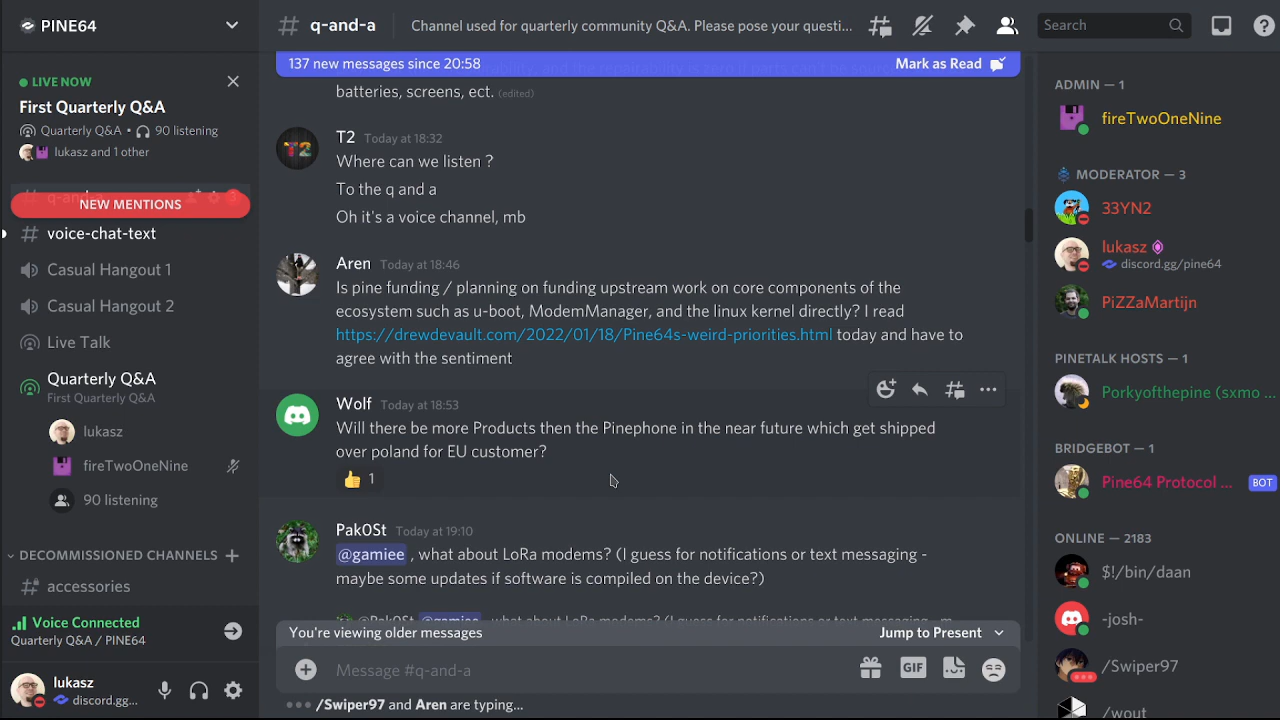 PINE64
LIVE NOW
First Quarterly Q&A
Quarterly Q&A • 90 listening
lukasz and 1 other
NEW MENTIONS
# voice-chat-text
Casual Hangout 1
Casual Hangout 2
Live Talk
Quarterly Q&A
First Quarterly Q&A
lukasz
fireTwoOneNine
90 listening
DECOMMISSIONED CHANNELS
accessories
Voice Connected
Quarterly Q&A / PINE64
lukasz
discord.gg...
# q-and-a
Channel used for quarterly community Q&A. Please pose your questi...
Search
137 new messages since 20:58
Mark as Read
batteries, screens, ect. (edited)
T2 Today at 18:32
Where can we listen ?
To the q and a
Oh it's a voice channel, mb
Aren Today at 18:46
Is pine funding / planning on funding upstream work on core components of the
ecosystem such as u-boot, ModemManager, and the linux kernel directly? I read
https://drewdevault.com/2022/01/18/Pine64s-weird-priorities.html today and have to
agree with the sentiment
Wolf Today at 18:53
Will there be more Products then the Pinephone in the near future which get shipped
over poland for EU customer?
👍 1
Pak0St Today at 19:10
@gamiee , what about LoRa modems? (I guess for notifications or text messaging -
maybe some updates if software is compiled on the device?)
You're viewing older messages
Jump to Present
Message #q-and-a
GIF
/Swiper97 and Aren are typing...
ADMIN — 1
fireTwoOneNine
MODERATOR — 3
33YN2
lukasz
discord.gg/pine64
PiZZaMartijn
PINETALK HOSTS — 1
Porkyofthepine (sxmo ...
BRIDGEBOT — 1
Pine64 Protocol ... BOT
ONLINE — 2183
$!/bin/daan
-josh-
/Swiper97
/wout